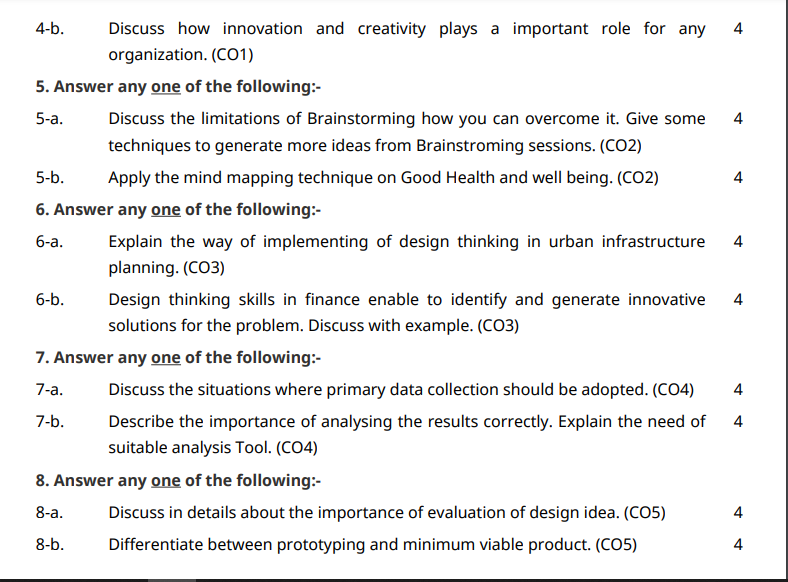 4-b. Discuss how innovation and creativity plays a important role for any 4
organization. (CO1)
5. Answer any one of the following:-
5-a. Discuss the limitations of Brainstorming how you can overcome it. Give some 4
techniques to generate more ideas from Brainstroming sessions. (CO2)
5-b. Apply the mind mapping technique on Good Health and well being. (CO2) 4
6. Answer any one of the following:-
6-a. Explain the way of implementing of design thinking in urban infrastructure 4
planning. (CO3)
6-b. Design thinking skills in finance enable to identify and generate innovative 4
solutions for the problem. Discuss with example. (CO3)
7. Answer any one of the following:-
7-a. Discuss the situations where primary data collection should be adopted. (CO4) 4
7-b. Describe the importance of analysing the results correctly. Explain the need of 4
suitable analysis Tool. (CO4)
8. Answer any one of the following:-
8-a. Discuss in details about the importance of evaluation of design idea. (CO5) 4
8-b. Differentiate between prototyping and minimum viable product. (CO5) 4